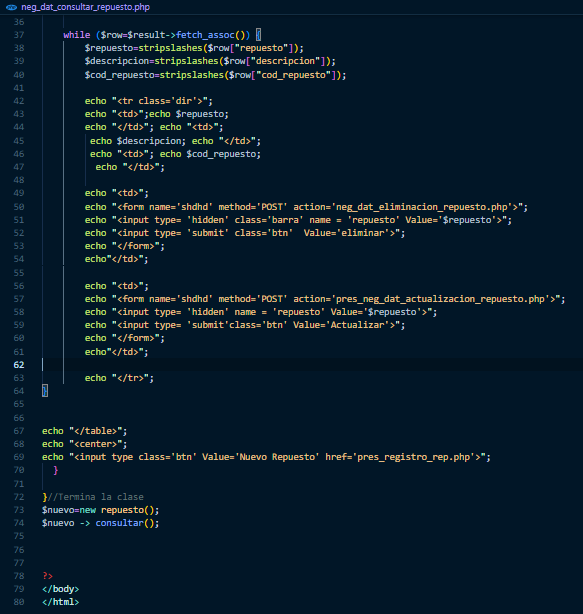 neg_dat_consultar_repuesto.php
36
37 while ($row=$result->fetch_assoc()) {
38 $repuesto=stripslashes($row["repuesto"]);
39 $descripcion=stripslashes($row["descripcion"]);
40 $cod_repuesto=stripslashes($row["cod_repuesto"]);
41
42 echo "<tr class='dir'>";
43 echo "<td>";echo $repuesto;
44 echo "</td>"; echo "<td>";
45 echo $descripcion; echo "</td>";
46 echo "<td>"; echo $cod_repuesto;
47 echo "</td>";
48
49 echo "<td>";
50 echo "<form name='shdhd' method='POST' action='neg_dat_eliminacion_repuesto.php'>";
51 echo "<input type= 'hidden' class='barra' name = 'repuesto' Value='$repuesto'>";
52 echo "<input type= 'submit' class='btn'  Value='eliminar'>";
53 echo "</form>";
54 echo"</td>";
55
56 echo "<td>";
57 echo "<form name='shdhd' method='POST' action='pres_neg_dat_actualizacion_repuesto.php'>";
58 echo "<input type= 'hidden' name = 'repuesto' Value='$repuesto'>";
59 echo "<input type= 'submit'class='btn' Value='Actualizar'>";
60 echo "</form>";
61 echo"</td>";
62
63 echo "</tr>";
64 }
65
66
67 echo "</table>";
68 echo "<center>";
69 echo "<input type class='btn' Value='Nuevo Repuesto' href='pres_registro_rep.php'>";
70 }
71
72 }//Termina la clase
73 $nuevo=new repuesto();
74 $nuevo -> consultar();
75
76
77
78 ?>
79 </body>
80 </html>